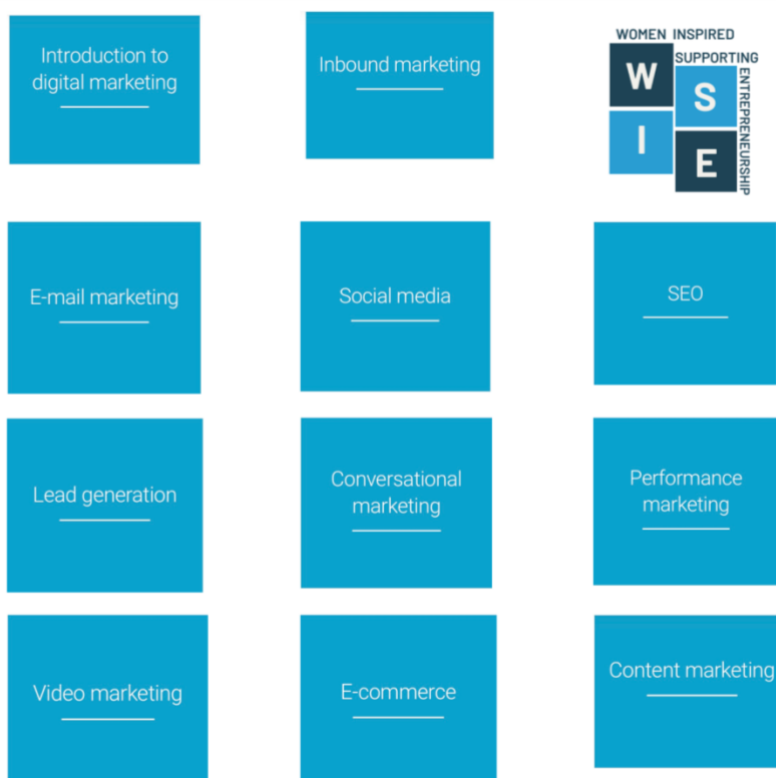 Introduction to
digital marketing
Inbound marketing
WOMEN INSPIRED
SUPPORTING
ENTREPRENEURSHIP
W
S
I
E
E-mail marketing
Social media
SEO
Lead generation
Conversational
marketing
Performance
marketing
Video marketing
E-commerce
Content marketing